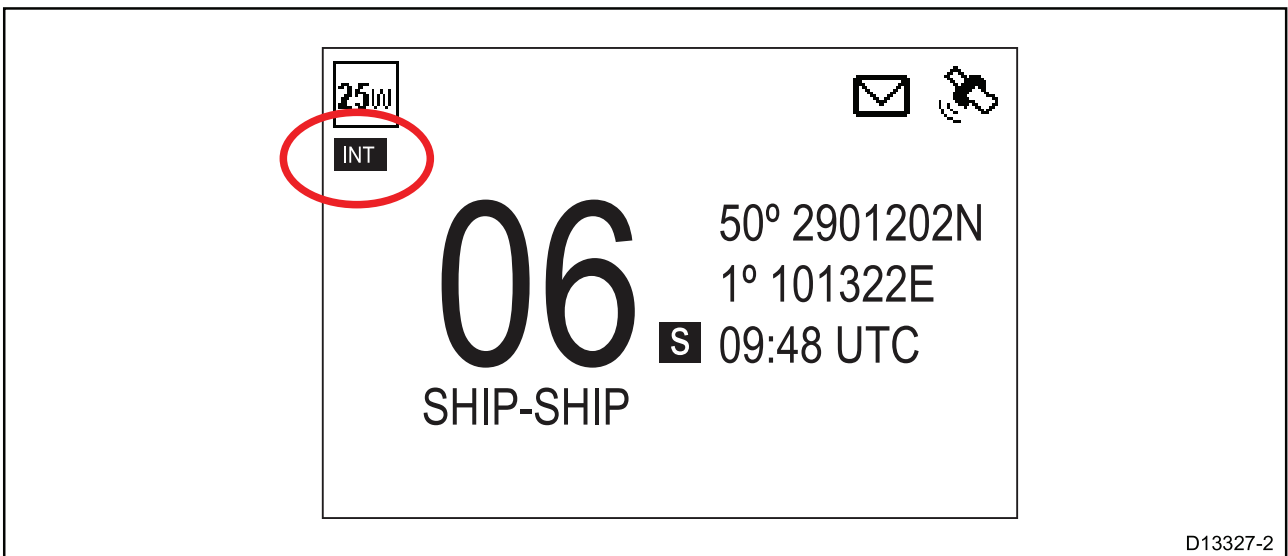 25W
INT
06
SHIP-SHIP
50º 2901202N
1º 101322E
S 09:48 UTC
D13327-2